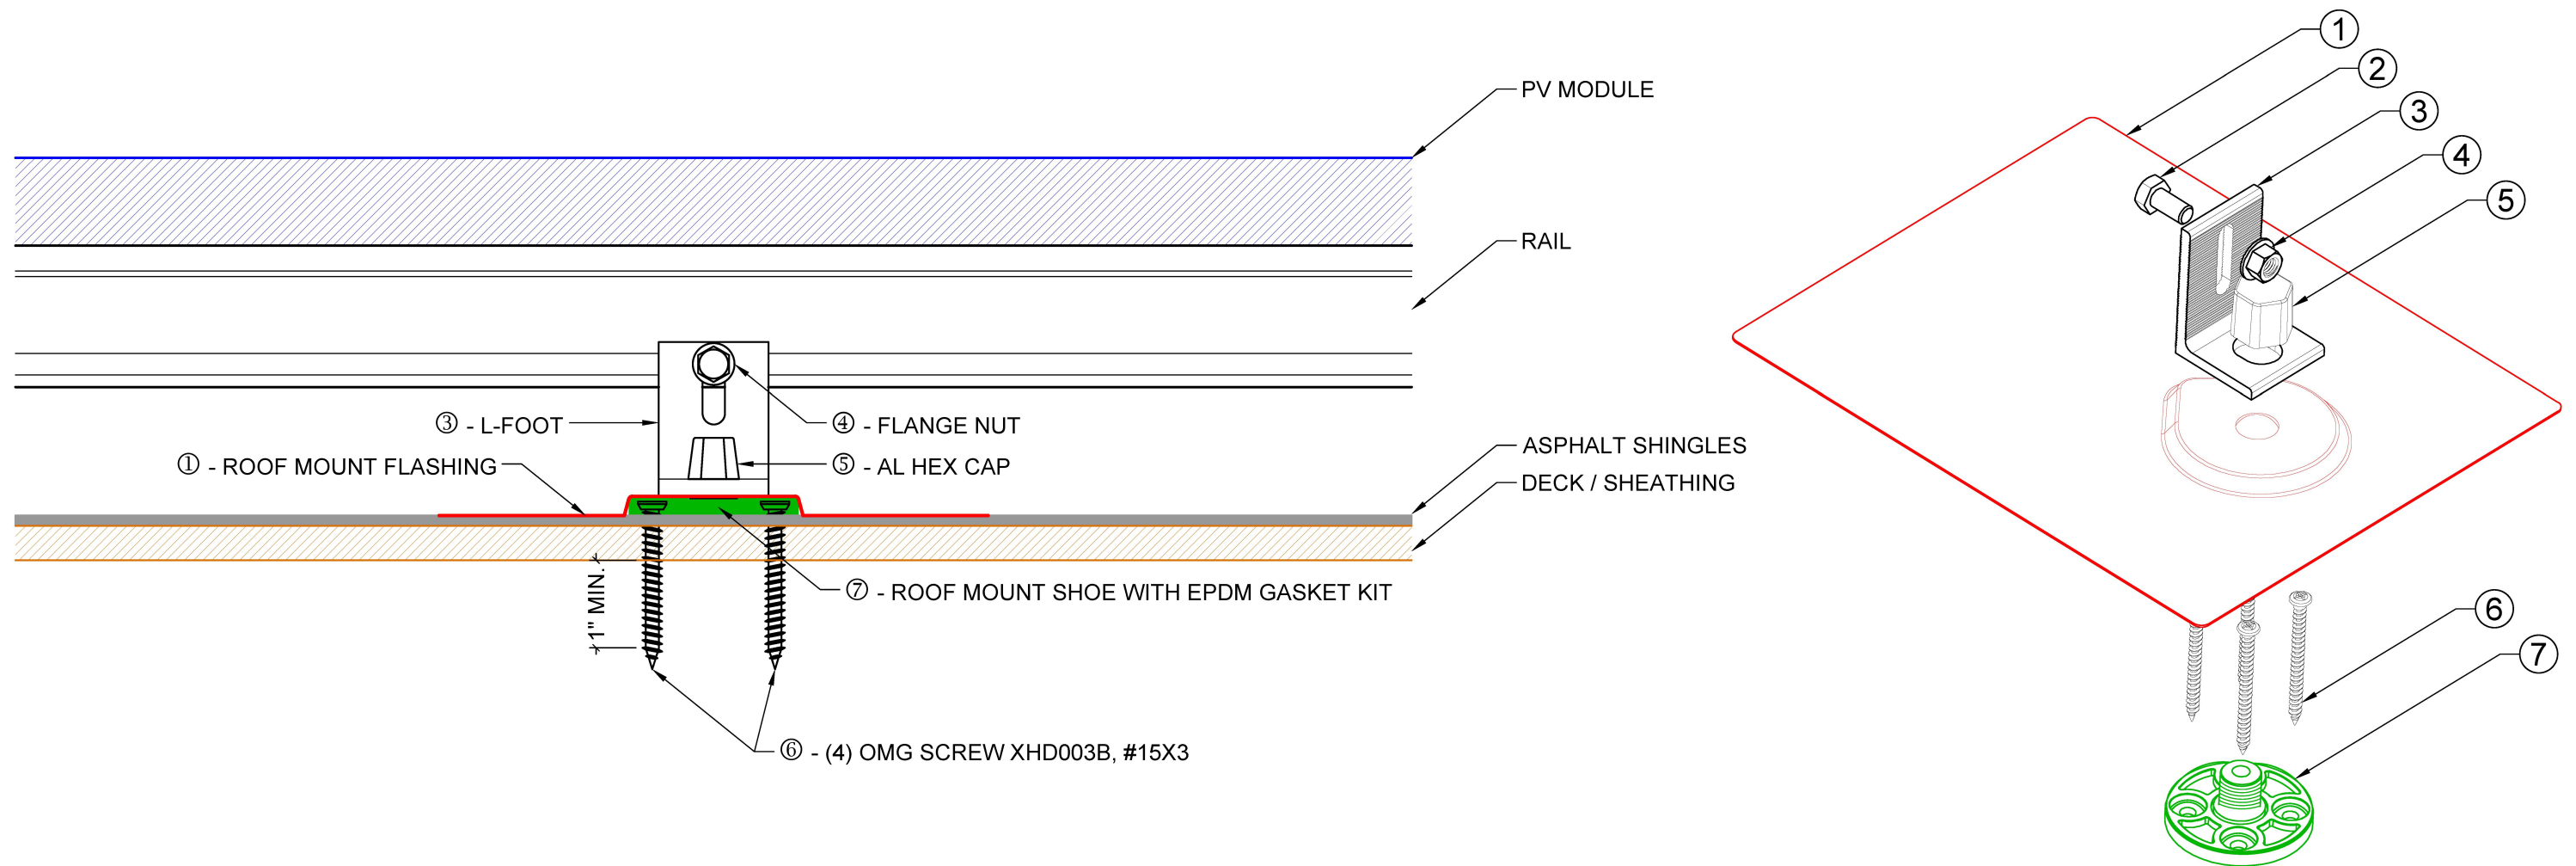 PV MODULE
RAIL
③ - L-FOOT
④ - FLANGE NUT
① - ROOF MOUNT FLASHING
⑤ - AL HEX CAP
ASPHALT SHINGLES
DECK / SHEATHING
1" MIN.
⑦ - ROOF MOUNT SHOE WITH EPDM GASKET KIT
⑥ - (4) OMG SCREW XHD003B, #15X3
1
2
3
4
5
6
7